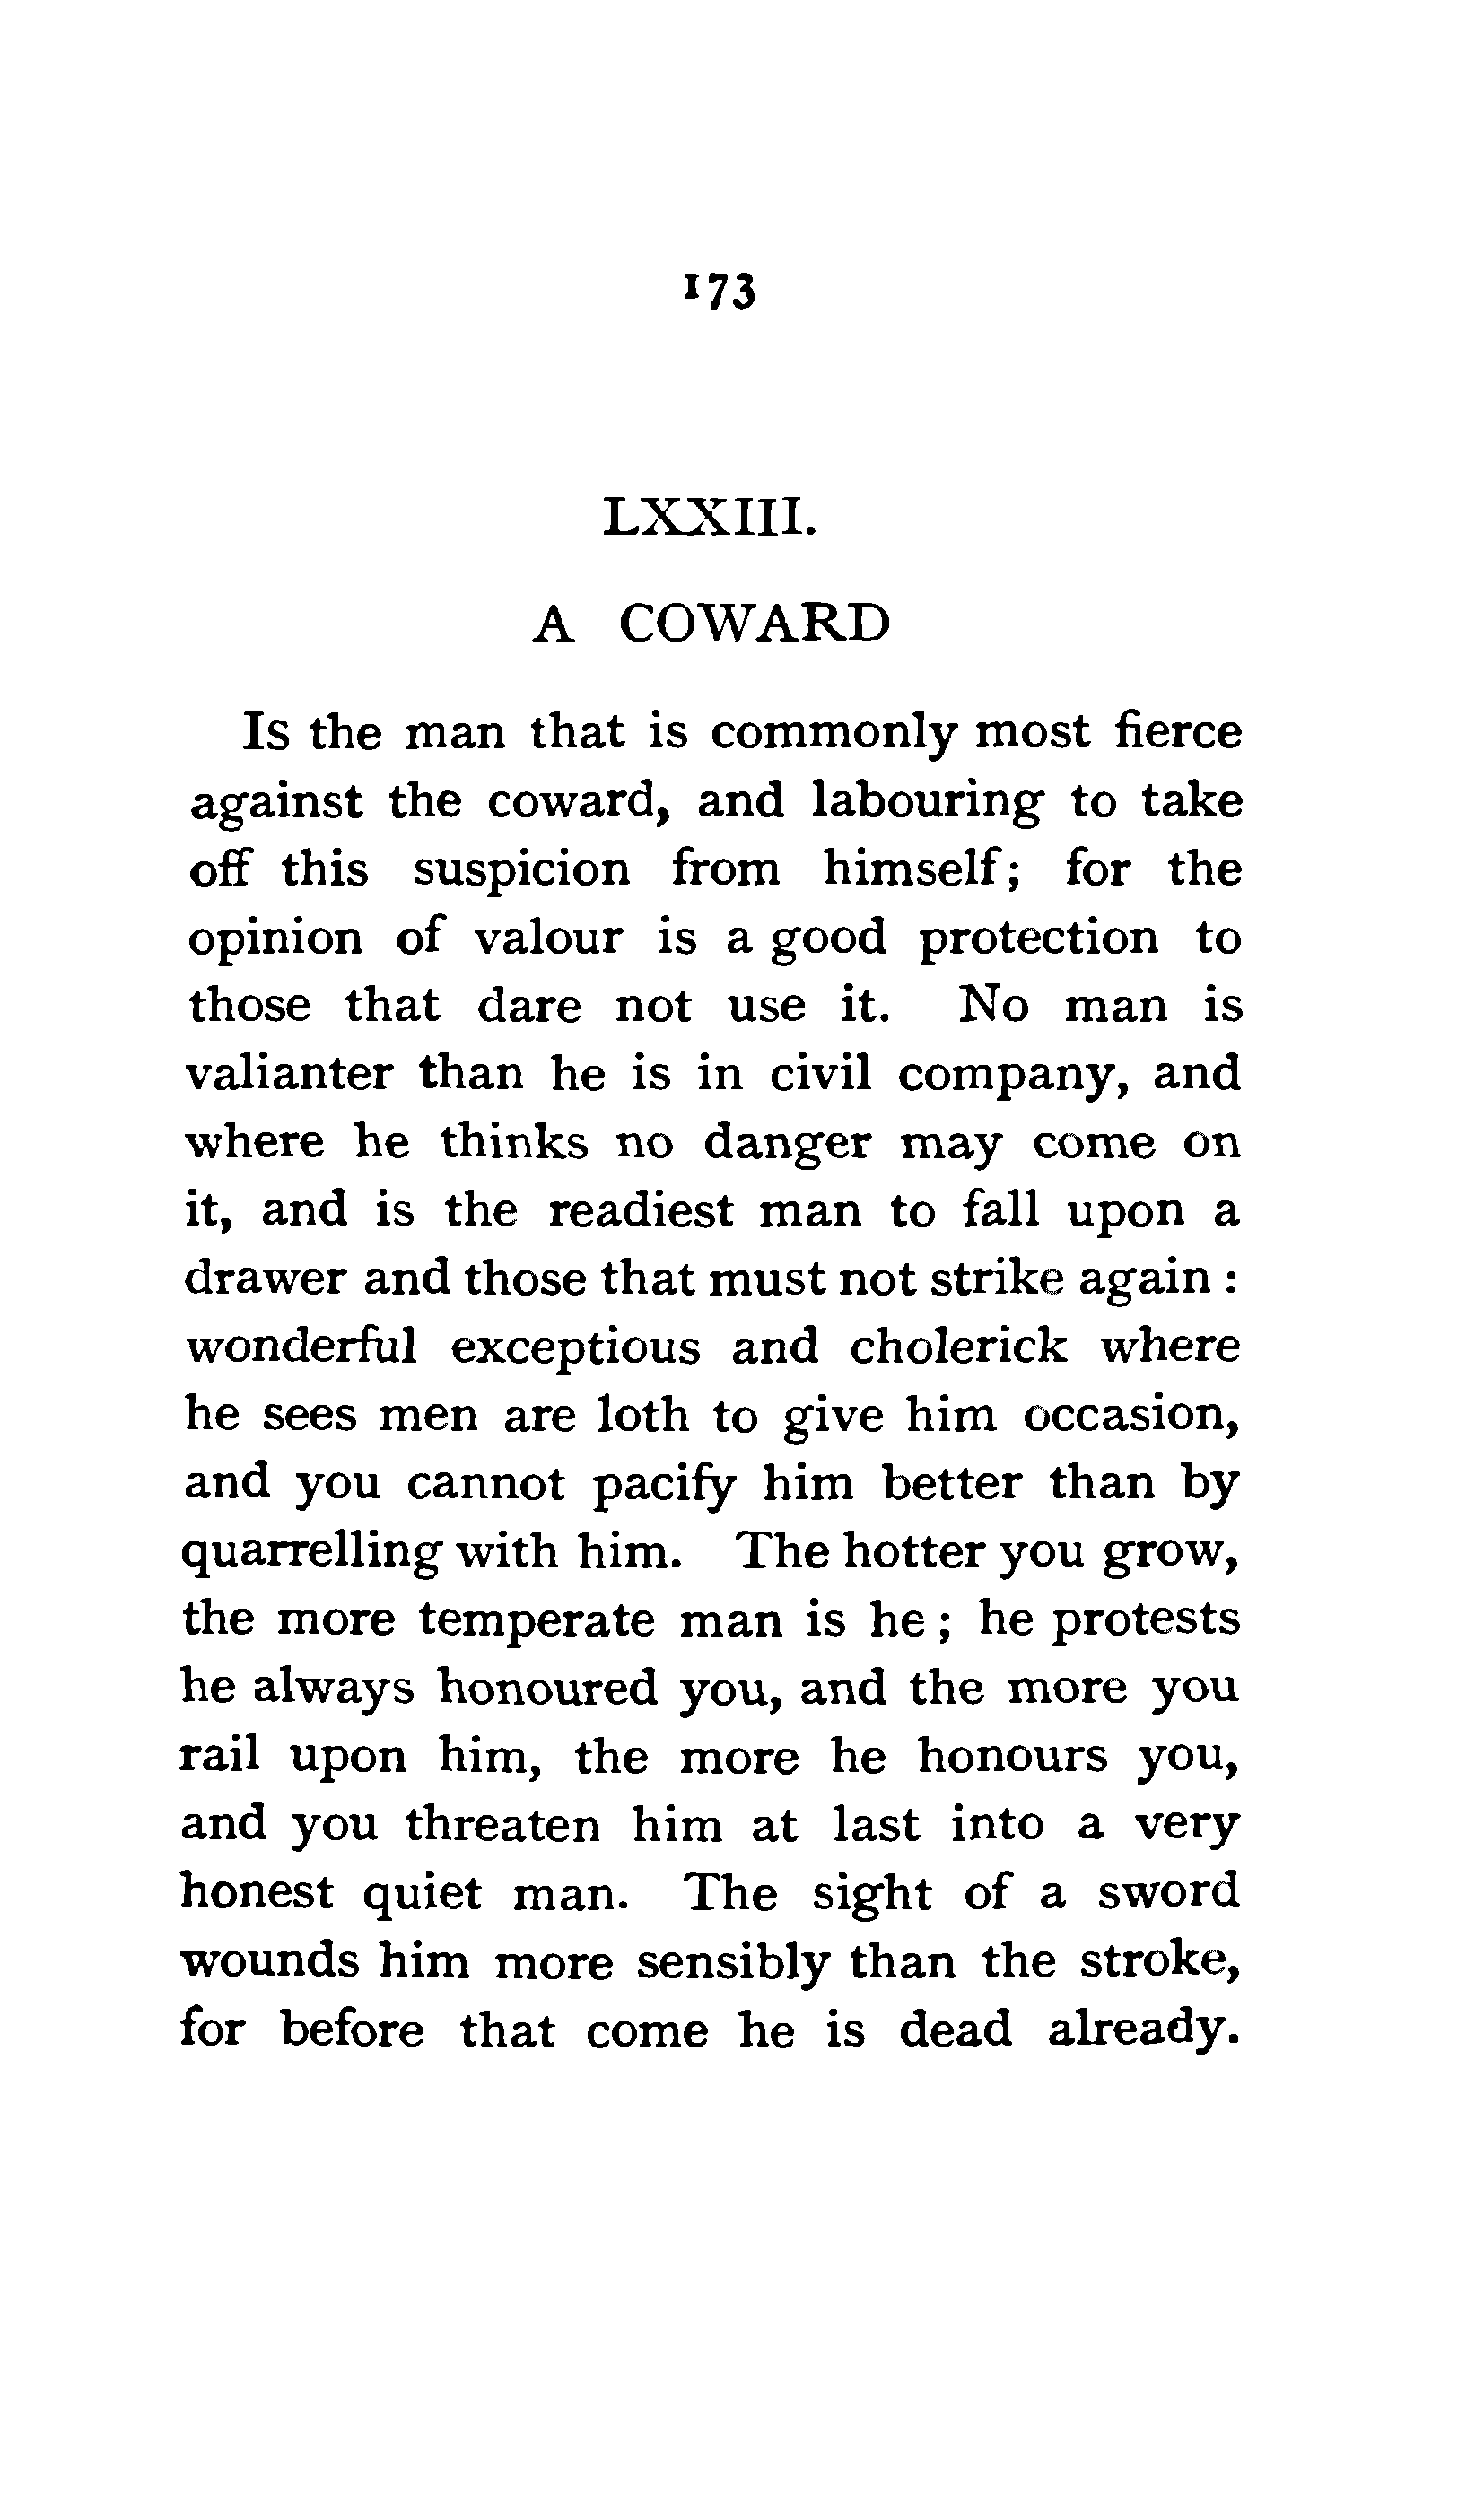 173
LXXIII.
A COWARD
Is the man that is commonly most fierce
against the coward, and labouring to take
off this suspicion from himself; for the
opinion of valour is a good protection to
those that dare not use it. No man is
valianter than he is in civil company, and
where he thinks no danger may come on
it, and is the readiest man to fall upon a
drawer and those that must not strike again :
wonderful exceptious and cholerick where
he sees men are loth to give him occasion,
and you cannot pacify him better than by
quarrelling with him. The hotter you grow,
the more temperate man is he ; he protests
he always honoured you, and the more you
rail upon him, the more he honours you,
and you threaten him at last into a very
honest quiet man. The sight of a sword
wounds him more sensibly than the stroke,
for before that come he is dead already.